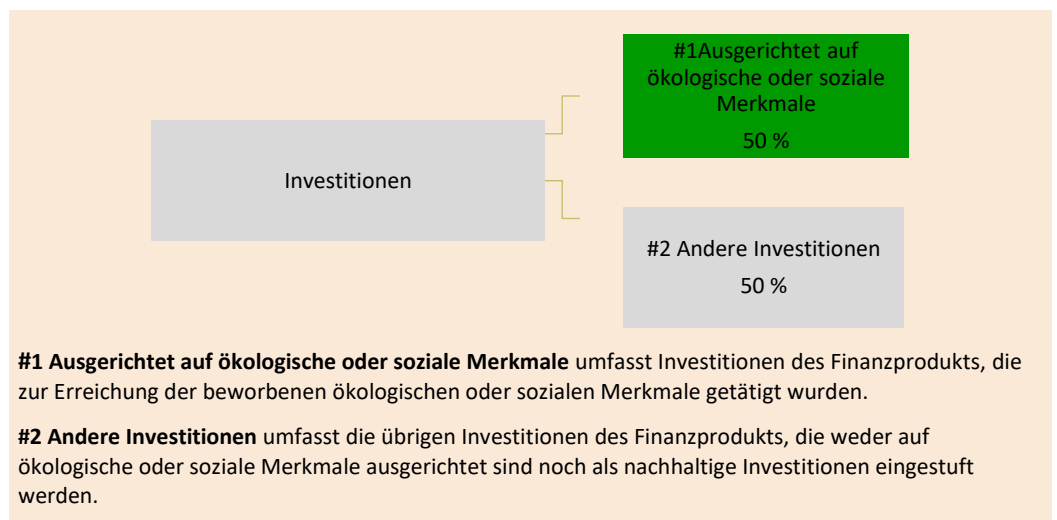 #1Ausgerichtet auf
ökologische oder soziale
Merkmale
50 %
Investitionen
#2 Andere Investitionen
50 %
#1 Ausgerichtet auf ökologische oder soziale Merkmale umfasst Investitionen des Finanzprodukts, die
zur Erreichung der beworbenen ökologischen oder sozialen Merkmale getätigt wurden.
#2 Andere Investitionen umfasst die übrigen Investitionen des Finanzprodukts, die weder auf
ökologische oder soziale Merkmale ausgerichtet sind noch als nachhaltige Investitionen eingestuft
werden.